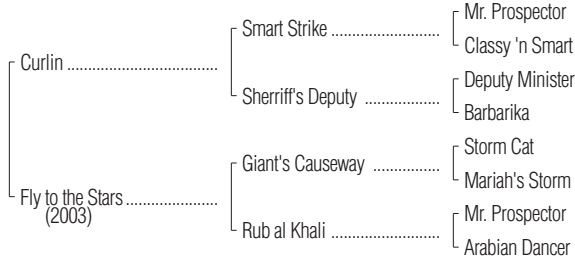 Mr. Prospector
Smart Strike ......................
Classy 'n Smart
Curlin ..............................
Deputy Minister
Sherriff's Deputy ...............
Barbarika
Storm Cat
Giant's Causeway .............
Mariah's Storm
Fly to the Stars ..................
(2003)
Mr. Prospector
Rub al Khali ......................
Arabian Dancer